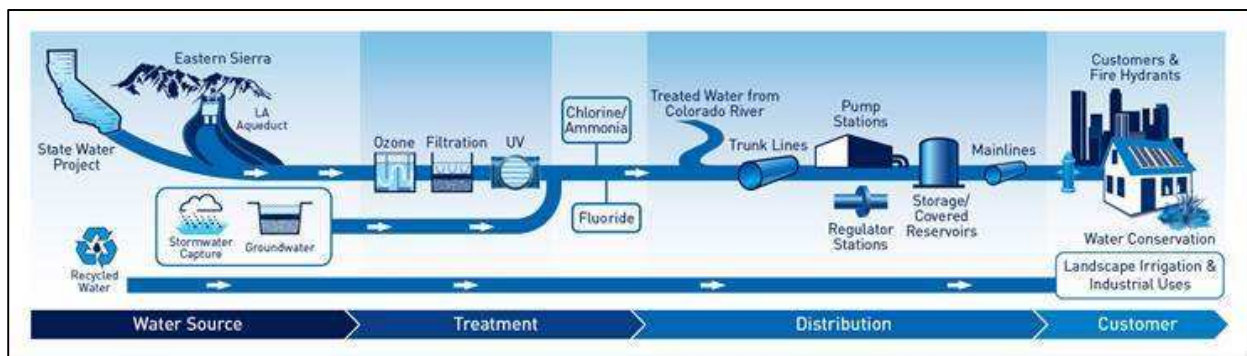 State Water
Project
Eastern Sierra
LA
Aqueduct
Stormwater
Capture
Groundwater
Recycled
Water
Ozone
Filtration
UV
Chlorine/
Ammonia
Fluoride
Treated Water from
Colorado River
Trunk Lines
Pump
Stations
Regulator
Stations
Storage/
Covered
Reservoirs
Mainlines
Customers &
Fire Hydrants
Water Conservation
Landscape Irrigation &
Industrial Uses
Water Source
Treatment
Distribution
Customer